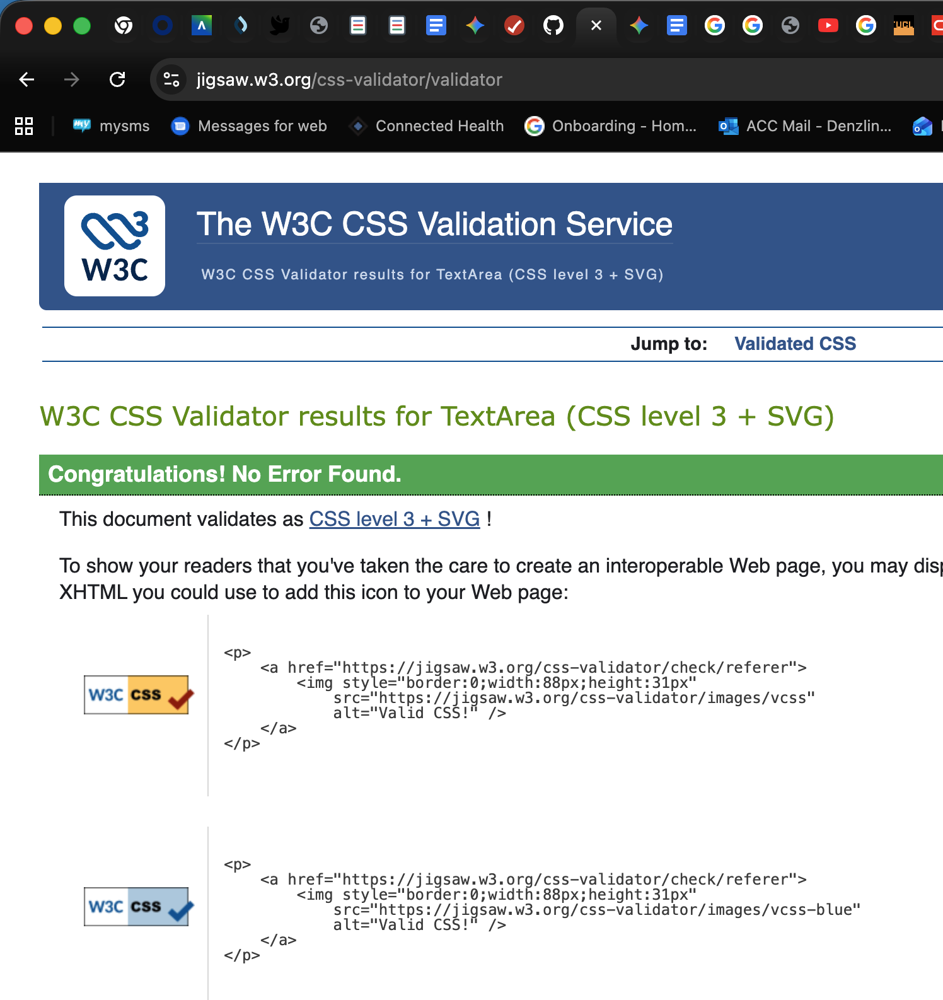 jigsaw.w3.org/css-validator/validator
mysms
Messages for web
Connected Health
Onboarding - Hom...
ACC Mail - Denzlin...
W3C
The W3C CSS Validation Service
W3C CSS Validator results for TextArea (CSS level 3 + SVG)
Jump to: Validated CSS
W3C CSS Validator results for TextArea (CSS level 3 + SVG)
Congratulations! No Error Found.
This document validates as CSS level 3 + SVG !
To show your readers that you've taken the care to create an interoperable Web page, you may disp
XHTML you could use to add this icon to your Web page:
W3C css
<p>
    <a href="https://jigsaw.w3.org/css-validator/check/referer">
        <img style="border:0;width:88px;height:31px"
            src="https://jigsaw.w3.org/css-validator/images/vcss"
            alt="Valid CSS!" />
    </a>
</p>
W3C css
<p>
    <a href="https://jigsaw.w3.org/css-validator/check/referer">
        <img style="border:0;width:88px;height:31px"
            src="https://jigsaw.w3.org/css-validator/images/vcss-blue"
            alt="Valid CSS!" />
    </a>
</p>